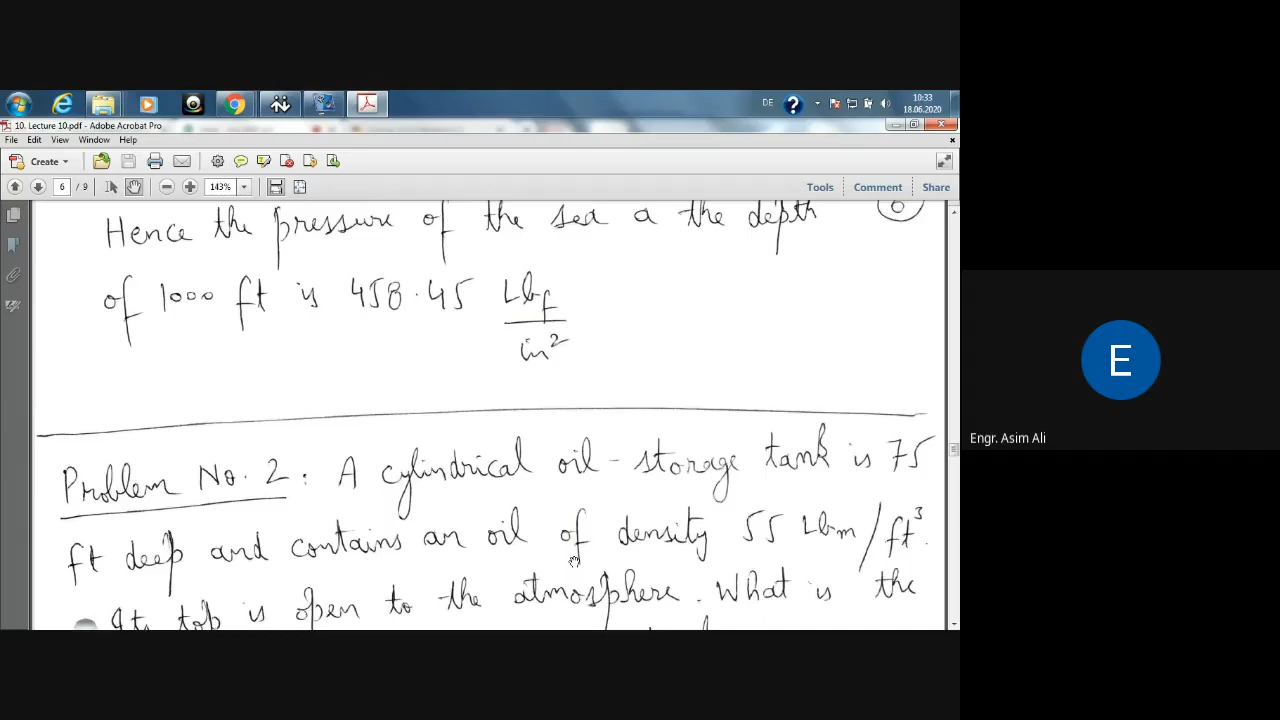 DE
10:33
18.06.2020
10. Lecture 10.pdf - Adobe Acrobat Pro
File Edit View Window Help
Create
6 / 9
143%
Tools Comment Share
Hence the pressure of the sea a the depth
6
of 1000 ft is 458.45 Lbf
in²
Problem No. 2 : A cylindrical oil-storage tank is 75
ft deep and contains an oil of density 55 Lbm/ft³.
Its top is open to the atmosphere. What is the
E
Engr. Asim Ali